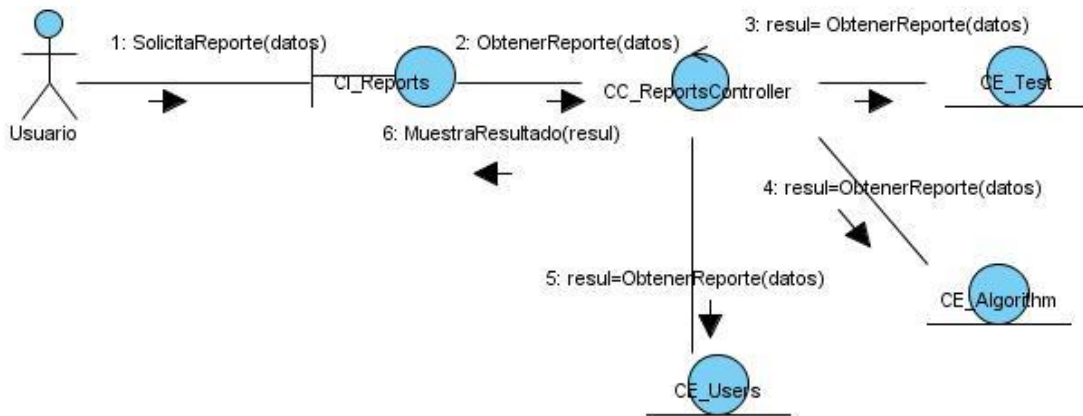 1: SolicitaReporte(datos)
2: ObtenerReporte(datos)
3: resul= ObtenerReporte(datos)
CI_Reports
CC_ReportsController
CE_Test
Usuario
6: MuestraResultado(resul)
4: resul=ObtenerReporte(datos)
5: resul=ObtenerReporte(datos)
CE_Algorithm
CE_Users